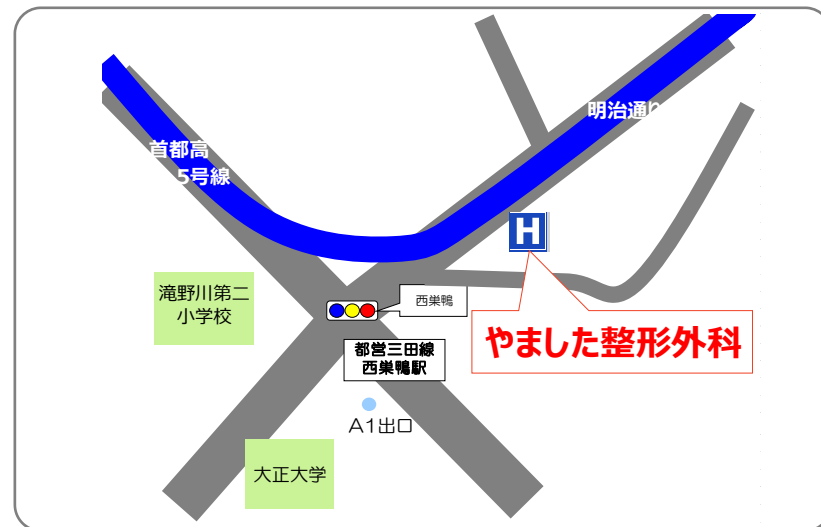 明治通り
首都高
5号線
H
滝野川第二
小学校
西巣鴨
やました整形外科
都営三田線
西巣鴨駅
A1出口
大正大学